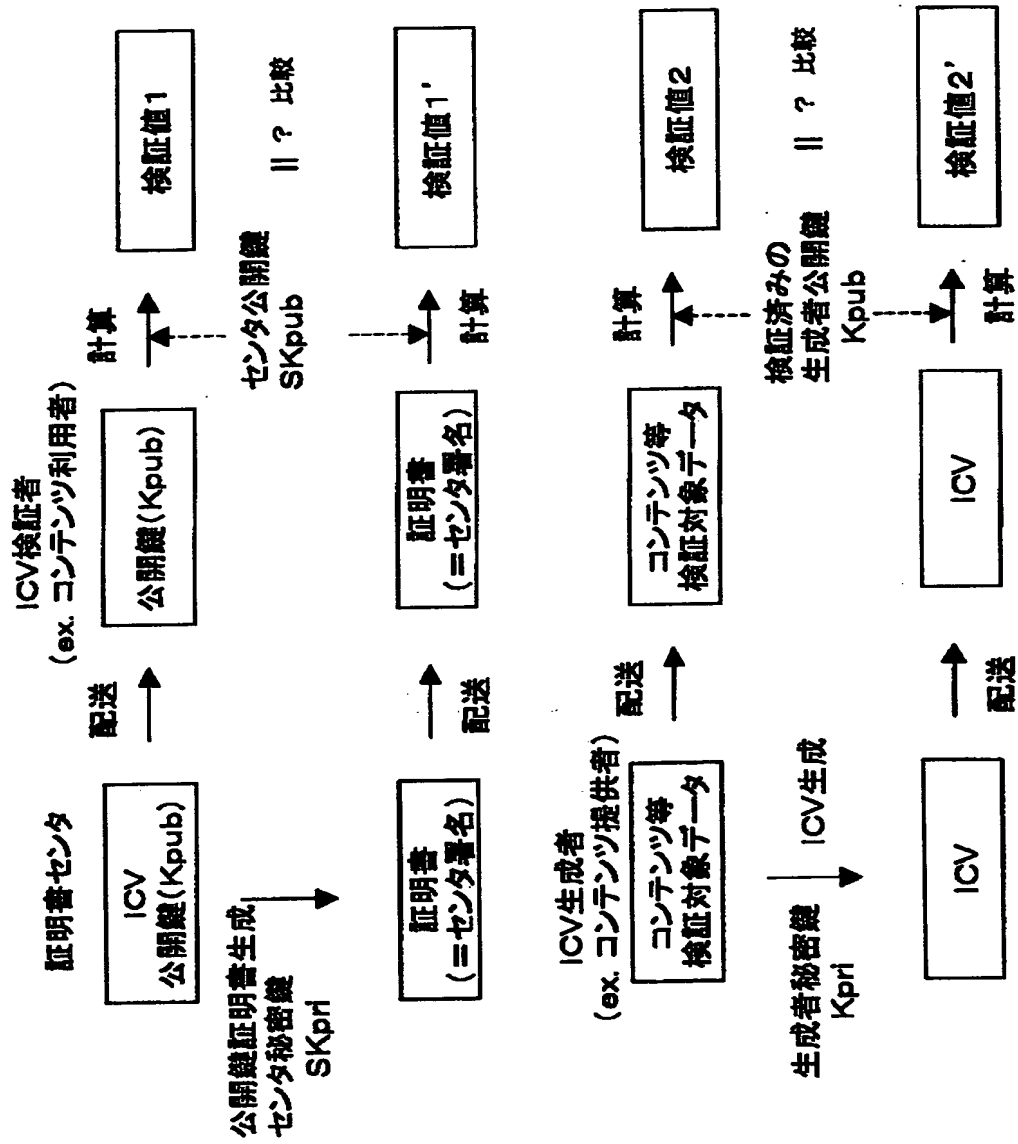 証明書センタ
ICV
公開鍵(Kpub)
公開鍵証明書生成
センタ秘密鍵
SKpri
証明書
(=センタ署名)
配送
配送
ICV検証者
(ex. コンテンツ利用者)
公開鍵(Kpub)
証明書
(=センタ署名)
計算
センタ公開鍵
SKpub
計算
検証値1
|| ? 比較
検証値1'
ICV生成者
(ex. コンテンツ提供者)
コンテンツ等
検証対象データ
生成者秘密鍵
Kpri
ICV生成
ICV
配送
配送
コンテンツ等
検証対象データ
ICV
計算
検証済みの
生成者公開鍵
Kpub
計算
検証値2
|| ? 比較
検証値2'